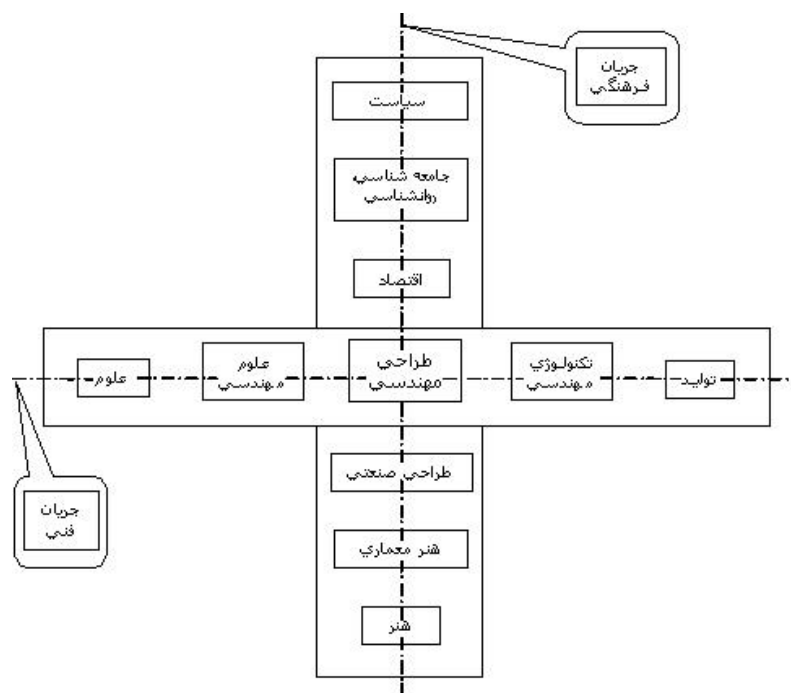 جريان
فرهنگي
سياست
جامعه شناسي,
روانشناسي
اقتصاد
طراحي
مهندسي
علوم
مهندسي
علوم
تكنولوژي
مهندسي
توليد
طراحي صنعتي
جريان
فني
هنر معماري
هنر